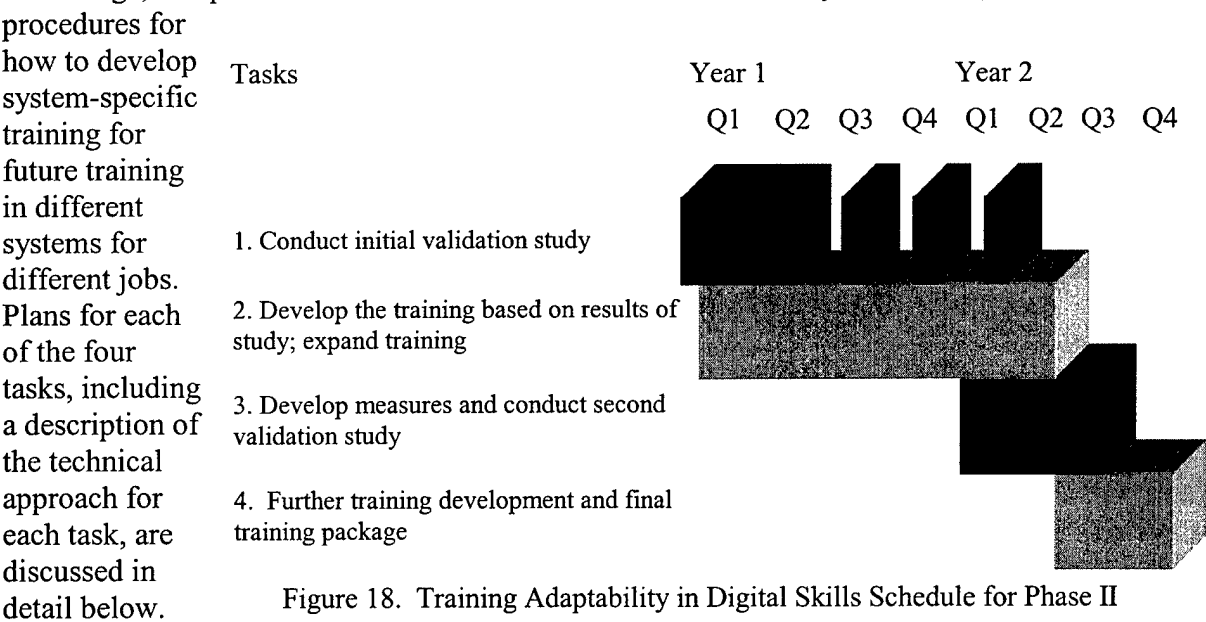 procedures for
how to develop
system-specific
training for
future training
in different
systems for
different jobs.
Plans for each
of the four
tasks, including
a description of
the technical
approach for
each task, are
discussed in
detail below.
Tasks
Year 1 Year 2
Q1 Q2 Q3 Q4 Q1 Q2 Q3 Q4
1. Conduct initial validation study
2. Develop the training based on results of
study; expand training
3. Develop measures and conduct second
validation study
4. Further training development and final
training package
Figure 18. Training Adaptability in Digital Skills Schedule for Phase II